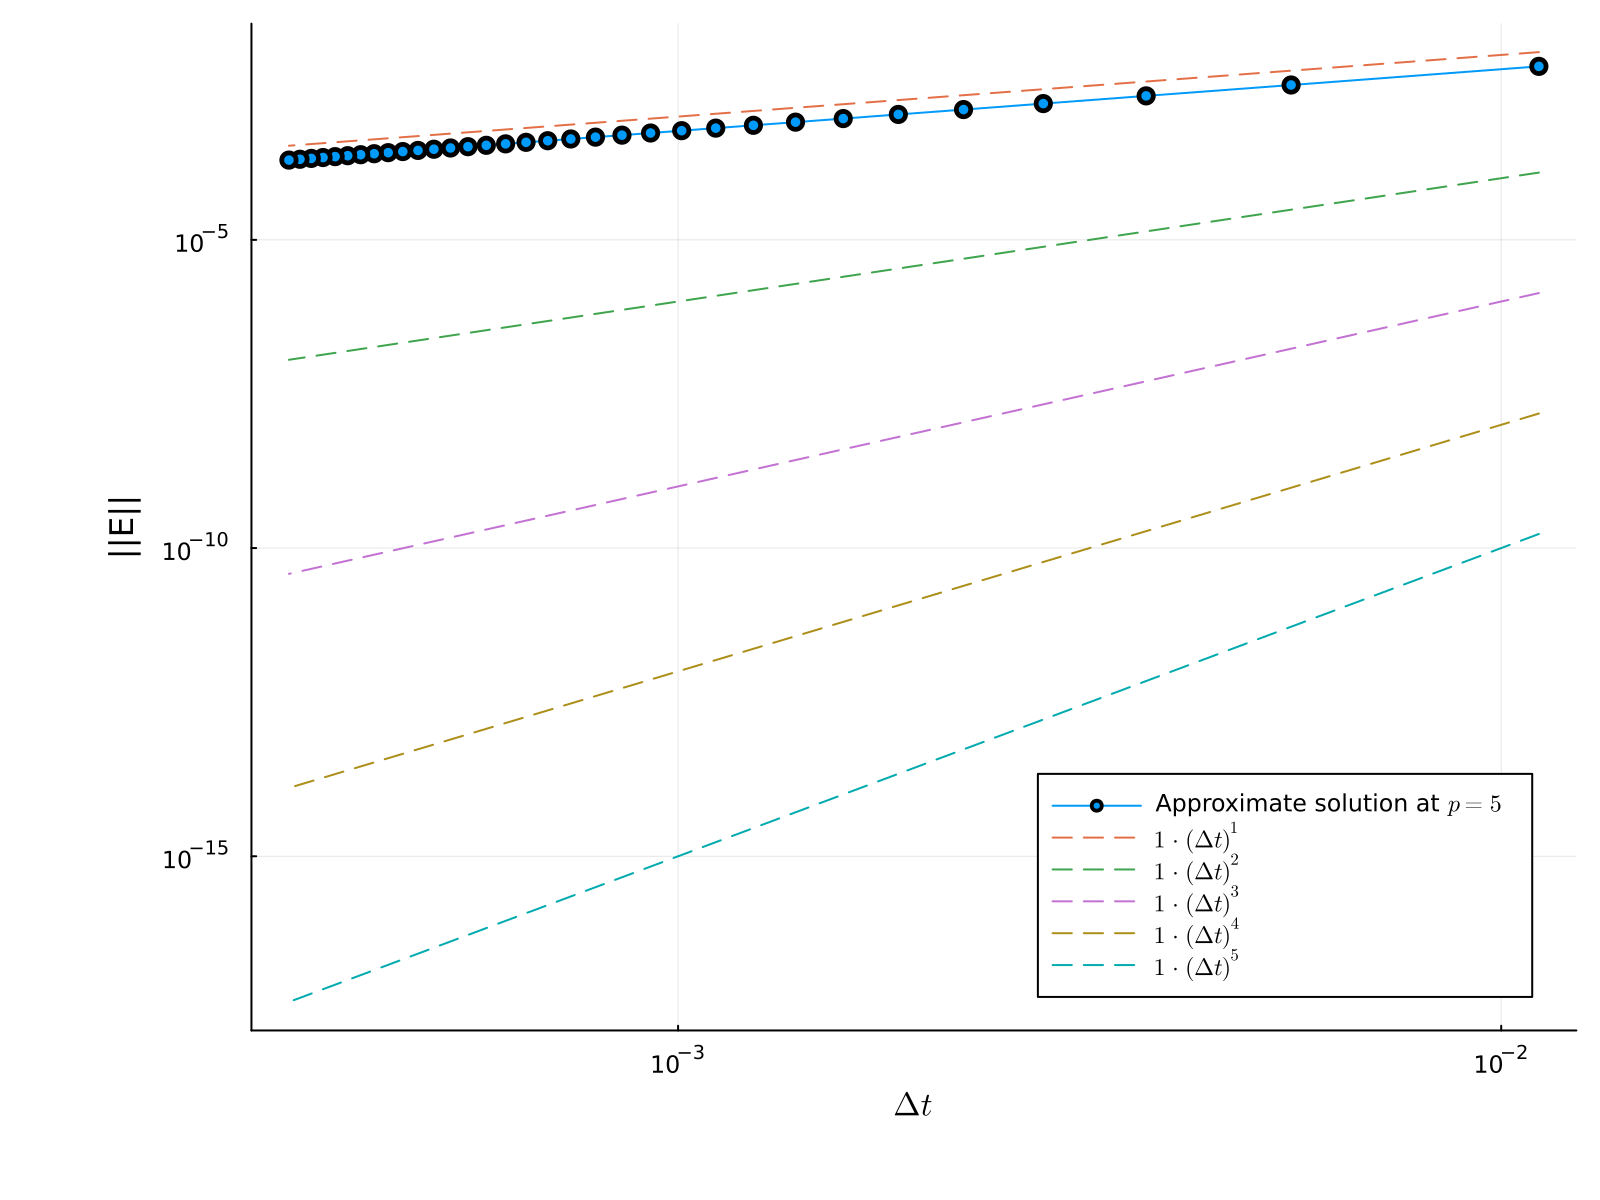 ||E||
10⁻⁵
10⁻¹⁰
10⁻¹⁵
10⁻³
10⁻²
Δt
Approximate solution at p = 5
1 · (Δt)¹
1 · (Δt)²
1 · (Δt)³
1 · (Δt)⁴
1 · (Δt)⁵